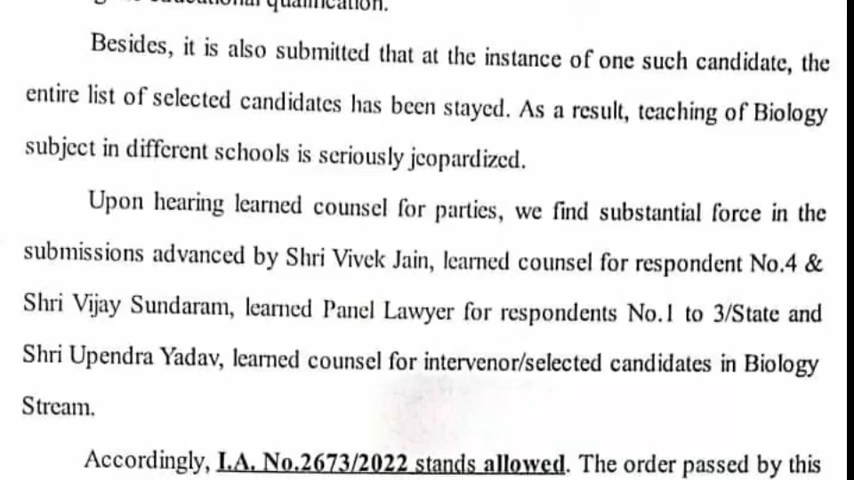 qualification.
Besides, it is also submitted that at the instance of one such candidate, the
entire list of selected candidates has been stayed. As a result, teaching of Biology
subject in different schools is seriously jeopardized.
Upon hearing learned counsel for parties, we find substantial force in the
submissions advanced by Shri Vivek Jain, learned counsel for respondent No.4 &
Shri Vijay Sundaram, learned Panel Lawyer for respondents No.1 to 3/State and
Shri Upendra Yadav, learned counsel for intervenor/selected candidates in Biology
Stream.
Accordingly, I.A. No.2673/2022 stands allowed. The order passed by this